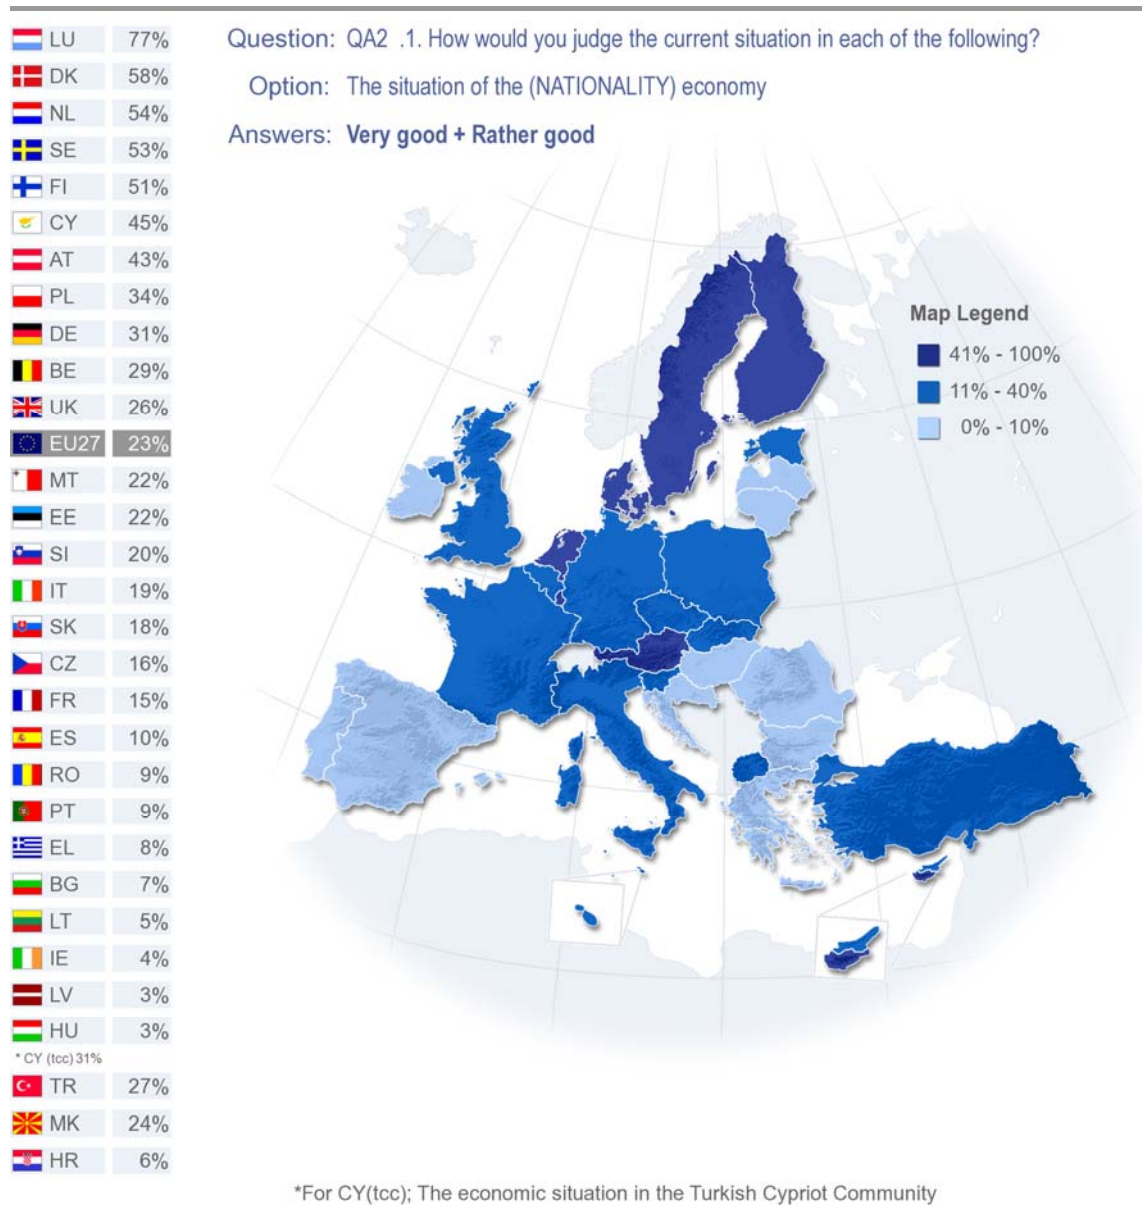 LU 77%
DK 58%
NL 54%
SE 53%
FI 51%
CY 45%
AT 43%
PL 34%
DE 31%
BE 29%
UK 26%
EU27 23%
MT 22%
EE 22%
SI 20%
IT 19%
SK 18%
CZ 16%
FR 15%
ES 10%
RO 9%
PT 9%
EL 8%
BG 7%
LT 5%
IE 4%
LV 3%
HU 3%
* CY (tcc) 31%
TR 27%
MK 24%
HR 6%
Question: QA2 .1. How would you judge the current situation in each of the following?
Option: The situation of the (NATIONALITY) economy
Answers: Very good + Rather good
Map Legend
41% - 100%
11% - 40%
0% - 10%
*For CY(tcc); The economic situation in the Turkish Cypriot Community